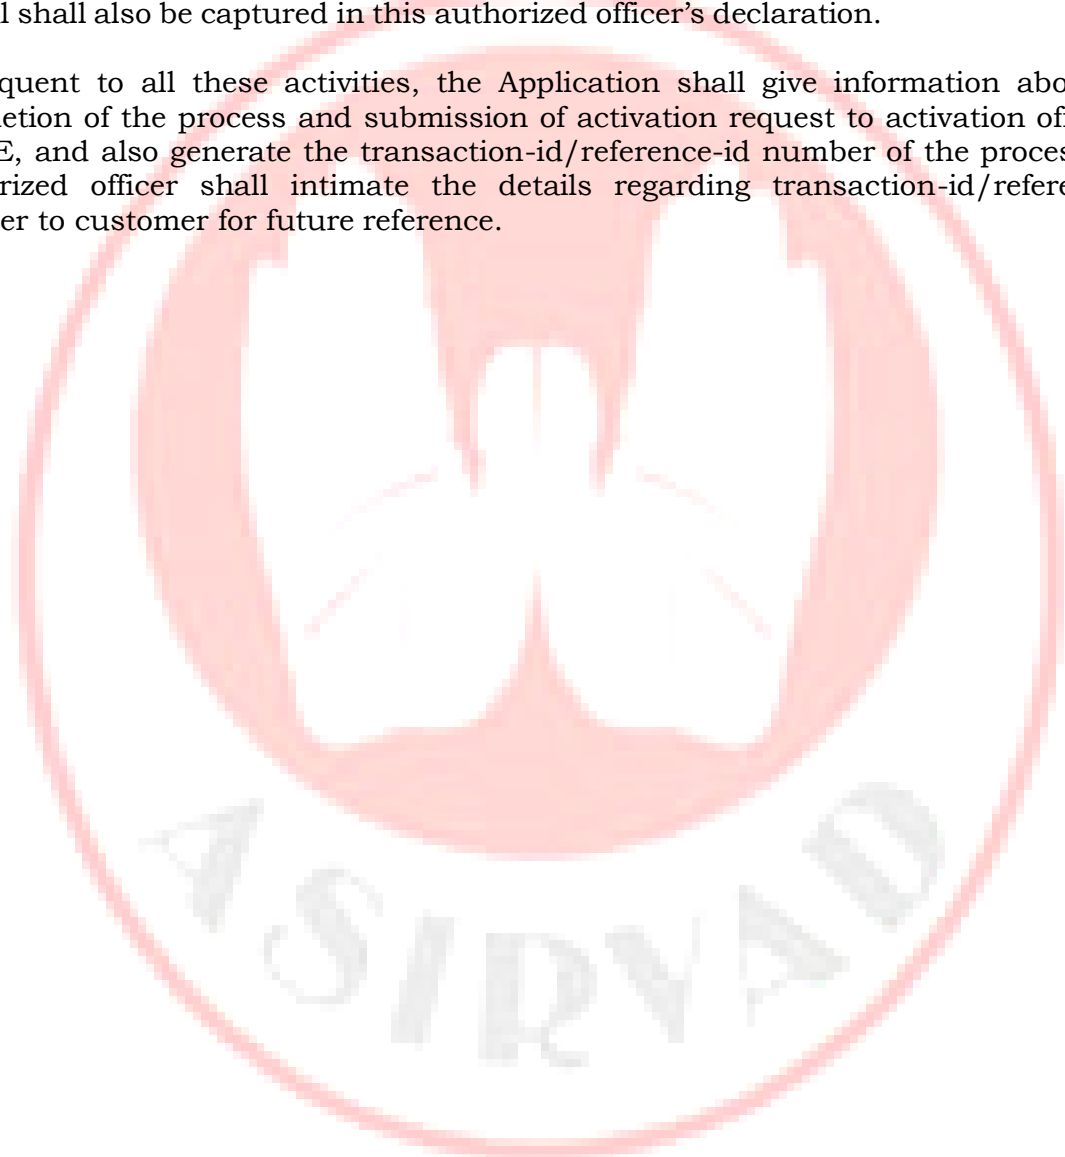 l shall also be captured in this authorized officer’s declaration.
quent to all these activities, the Application shall give information abo
etion of the process and submission of activation request to activation of
E, and also generate the transaction-id/reference-id number of the proces
rized officer shall intimate the details regarding transaction-id/refere
er to customer for future reference.
ASIRVAD